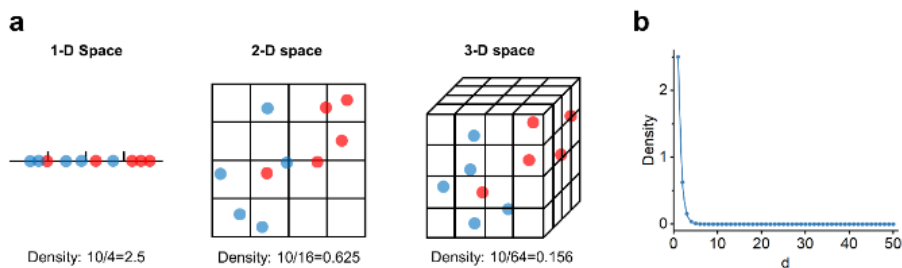 a
1-D Space
2-D space
3-D space
Density: 10/4=2.5
Density: 10/16=0.625
Density: 10/64=0.156
b
Density
2
1
0
0
10
20
30
40
50
d